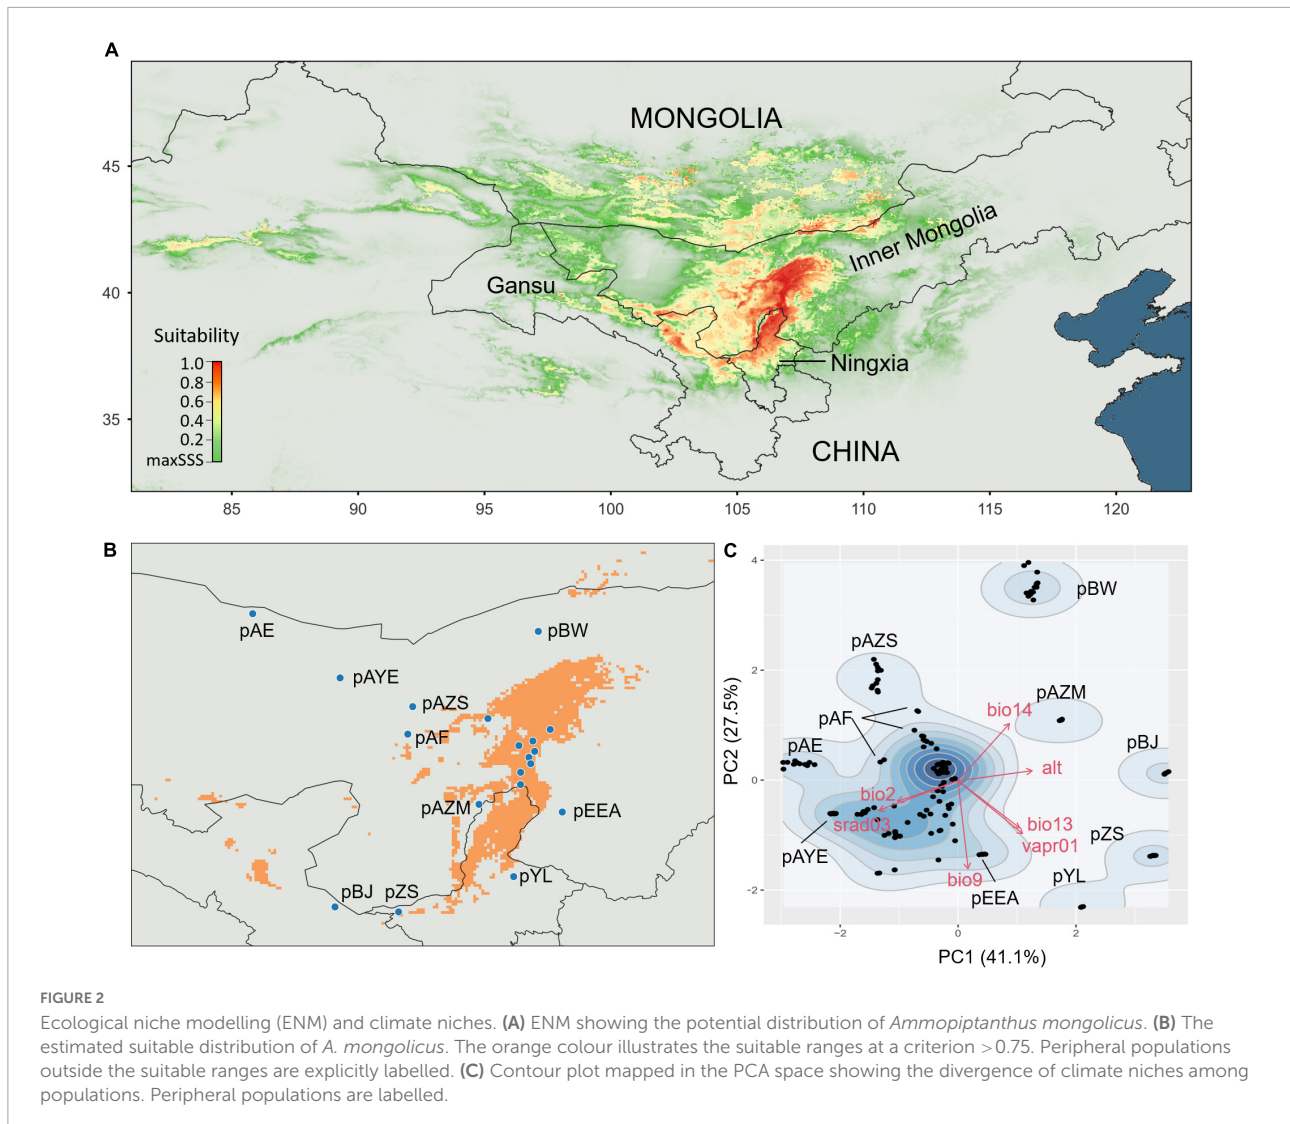 A
MONGOLIA
45
Inner Mongolia
40
Gansu
Suitability
1.0
0.8
0.6
0.4
0.2
maxSSS
Ningxia
35
CHINA
85
90
95
100
105
110
115
120
B
pAE
pBW
pAYE
pAZS
pAF
pAZM
pEEA
pYL
pBJ
pZS
C
4
pBW
pAZS
2
pAZM
bio14
pAF
pAE
pBJ
alt
0
bio2
srad03
bio13
vapr01
pZS
pAYE
bio9
pYL
pEEA
-2
PC2 (27.5%)
−2
0
2
PC1 (41.1%)
FIGURE 2
Ecological niche modelling (ENM) and climate niches. (A) ENM showing the potential distribution of Ammopiptanthus mongolicus. (B) The
estimated suitable distribution of A. mongolicus. The orange colour illustrates the suitable ranges at a criterion >0.75. Peripheral populations
outside the suitable ranges are explicitly labelled. (C) Contour plot mapped in the PCA space showing the divergence of climate niches among
populations. Peripheral populations are labelled.